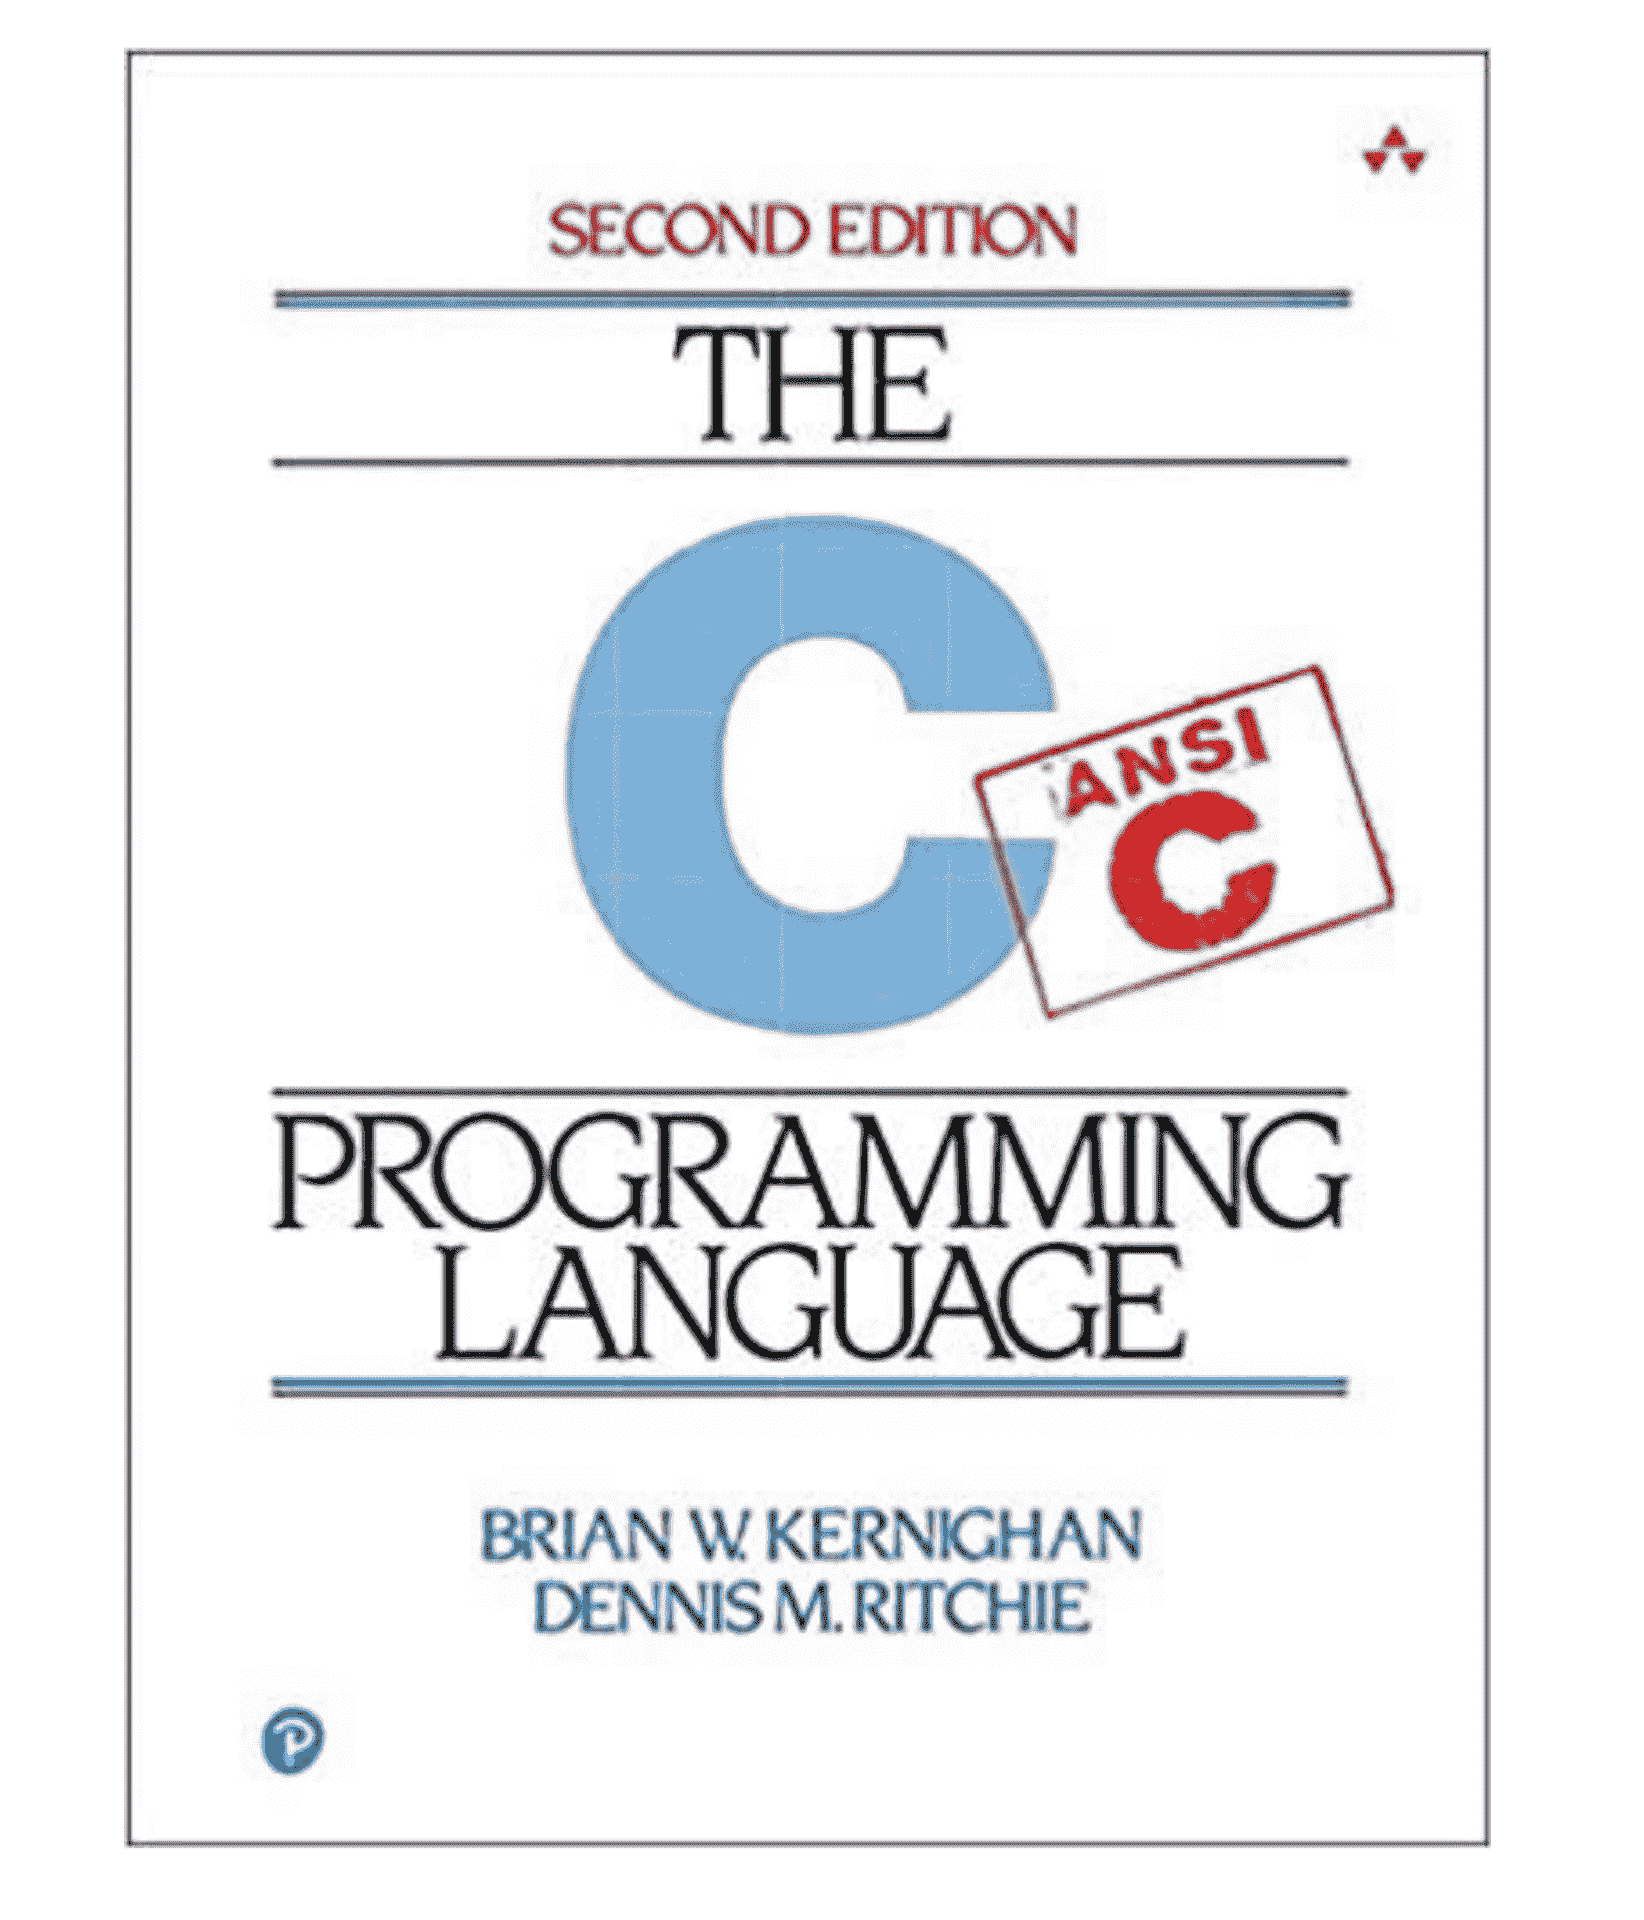 SECOND EDITION
THE
C
ANSI
C
PROGRAMMING
LANGUAGE
BRIAN W. KERNIGHAN
DENNIS M. RITCHIE
P